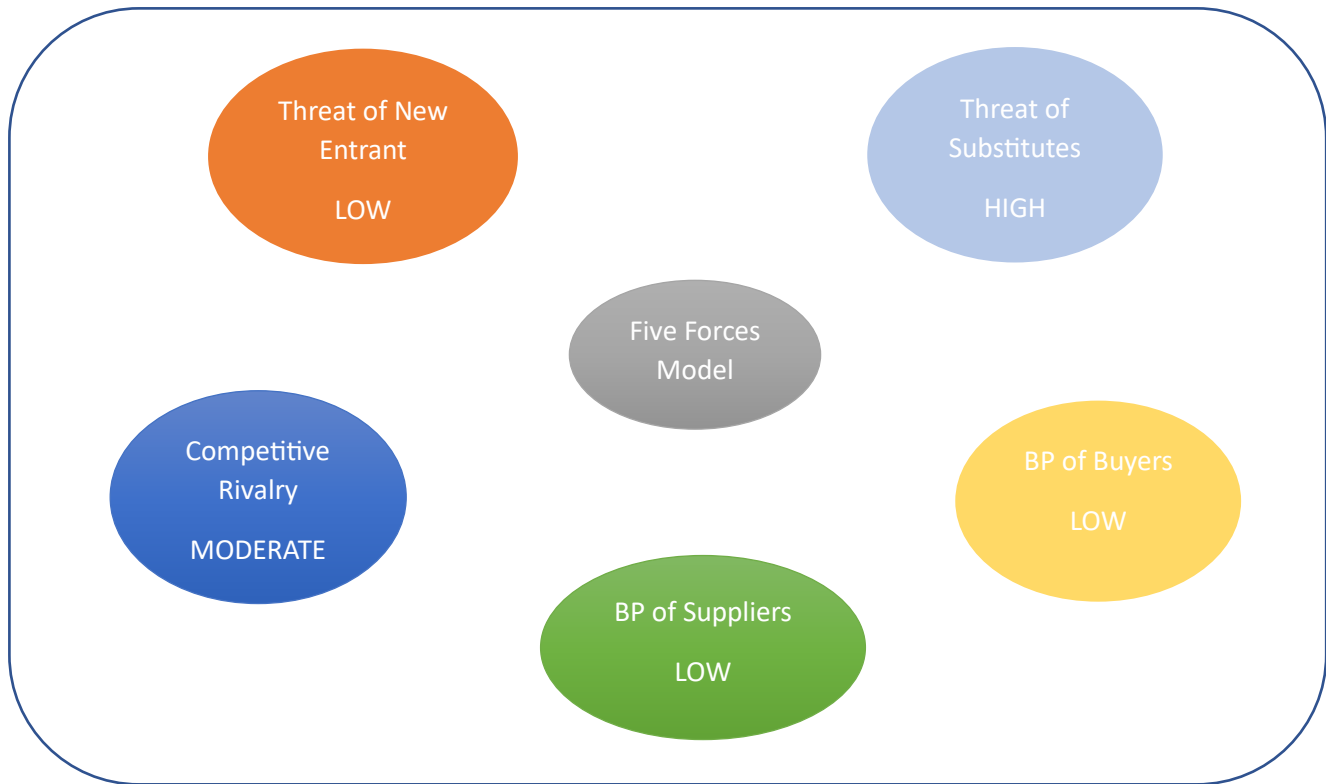 Threat of New
Entrant
LOW
Threat of
Substitutes
HIGH
Five Forces
Model
Competitive
Rivalry
MODERATE
BP of Buyers
LOW
BP of Suppliers
LOW